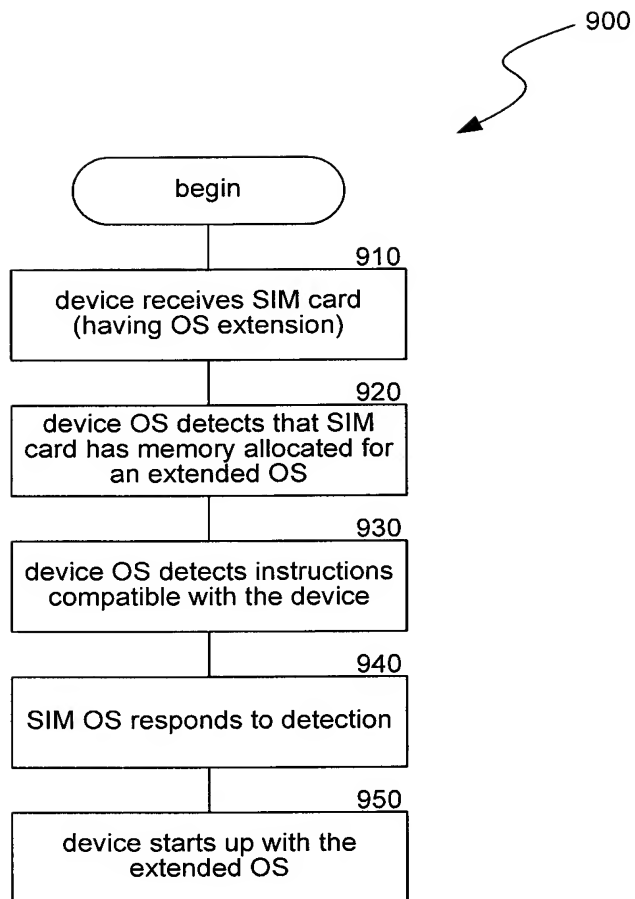 900
begin
910
device receives SIM card
(having OS extension)
920
device OS detects that SIM
card has memory allocated for
an extended OS
930
device OS detects instructions
compatible with the device
940
SIM OS responds to detection
950
device starts up with the
extended OS